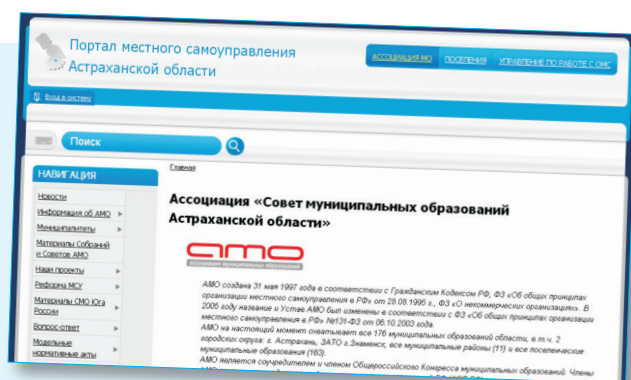 Портал местного самоуправления
Астраханской области
АССОЦИАЦИЯ МО ПОСЕЛЕНИЯ УПРАВЛЕНИЕ ПО РАБОТЕ С ОМС
Вход в систему
Поиск
НАВИГАЦИЯ
Новости
Информация об АМО
Муниципалитеты
Материалы Собраний
и Советов АМО
Наши проекты
Реформа МСУ
Материалы СМО Юга
России
Вопрос-ответ
Модельные
нормативные акты
Главная
Ассоциация «Совет муниципальных образований
Астраханской области»
амо
ассоциация муниципальных образований
АМО создана 31 мая 1997 года в соответствии с Гражданским Кодексом РФ, ФЗ «Об общих принципах
организации местного самоуправления в РФ» от 28.08.1995 г., ФЗ «О некоммерческих организациях». В
2005 году название и Устав АМО был изменены в соответствии с ФЗ «Об общих принципах организации
местного самоуправления в РФ» №131-ФЗ от 06.10.2003 года.
АМО на настоящий момент охватывает все 176 муниципальных образований области, в т.ч. 2
городских округа: г. Астрахань, ЗАТО г.Знаменск, все муниципальные районы (11) и все поселенческие
муниципальные образования (163).
АМО является соучредителем и членом Общероссийского Конгресса муниципальных образований. Члены